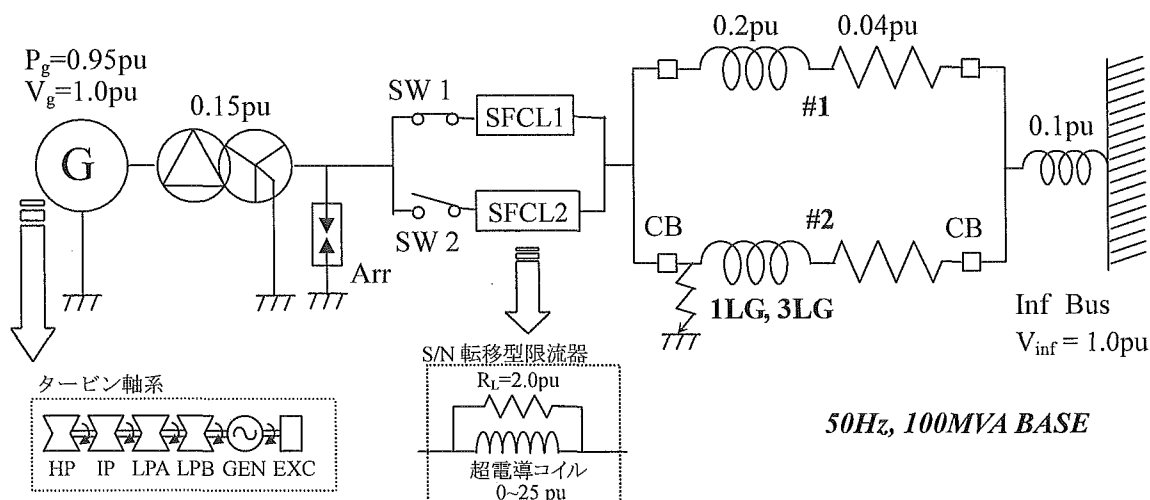 P_g=0.95pu
V_g=1.0pu
G
0.15pu
Arr
SW 1
SFCL1
SW 2
SFCL2
0.2pu
0.04pu
#1
CB
#2
CB
1LG, 3LG
0.1pu
Inf Bus
V_inf = 1.0pu
タービン軸系
HP IP LPA LPB GEN EXC
S/N 転移型限流器
R_L=2.0pu
超電導コイル
0~25 pu
50Hz, 100MVA BASE